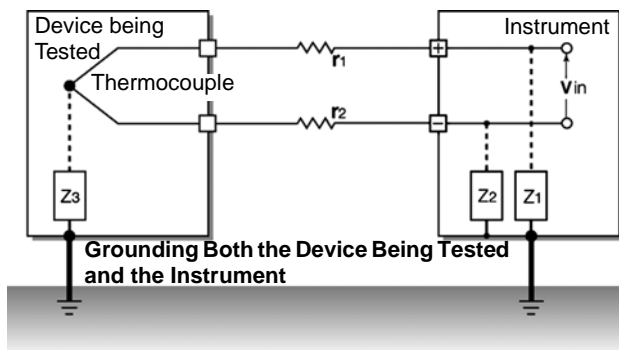 Device being
Tested
Thermocouple
Instrument
r1
r2
+
−
Vin
Z3
Z2
Z1
Grounding Both the Device Being Tested
and the Instrument